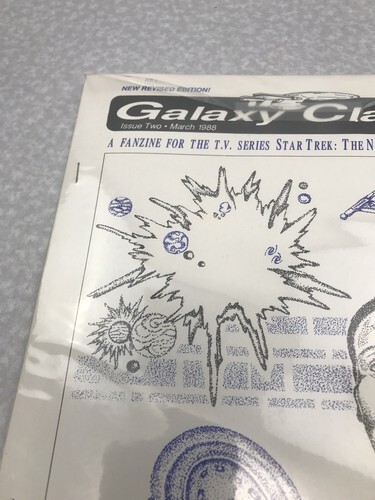 NEW REVISED EDITION!
Galaxy Cla
Issue Two • March 1988
A FANZINE FOR THE T.V. SERIES STAR TREK: THE N